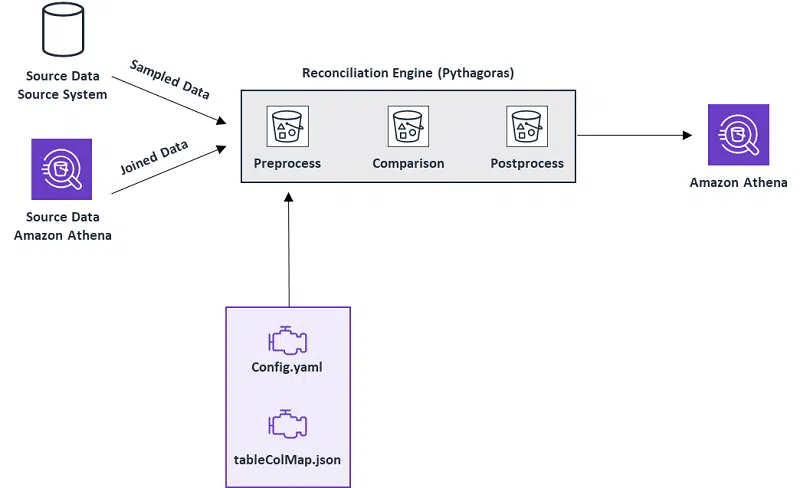 Source Data
Source System
Sampled Data
Joined Data
Source Data
Amazon Athena
Reconciliation Engine (Pythagoras)
Preprocess
Comparison
Postprocess
Amazon Athena
Config.yaml
tableColMap.json